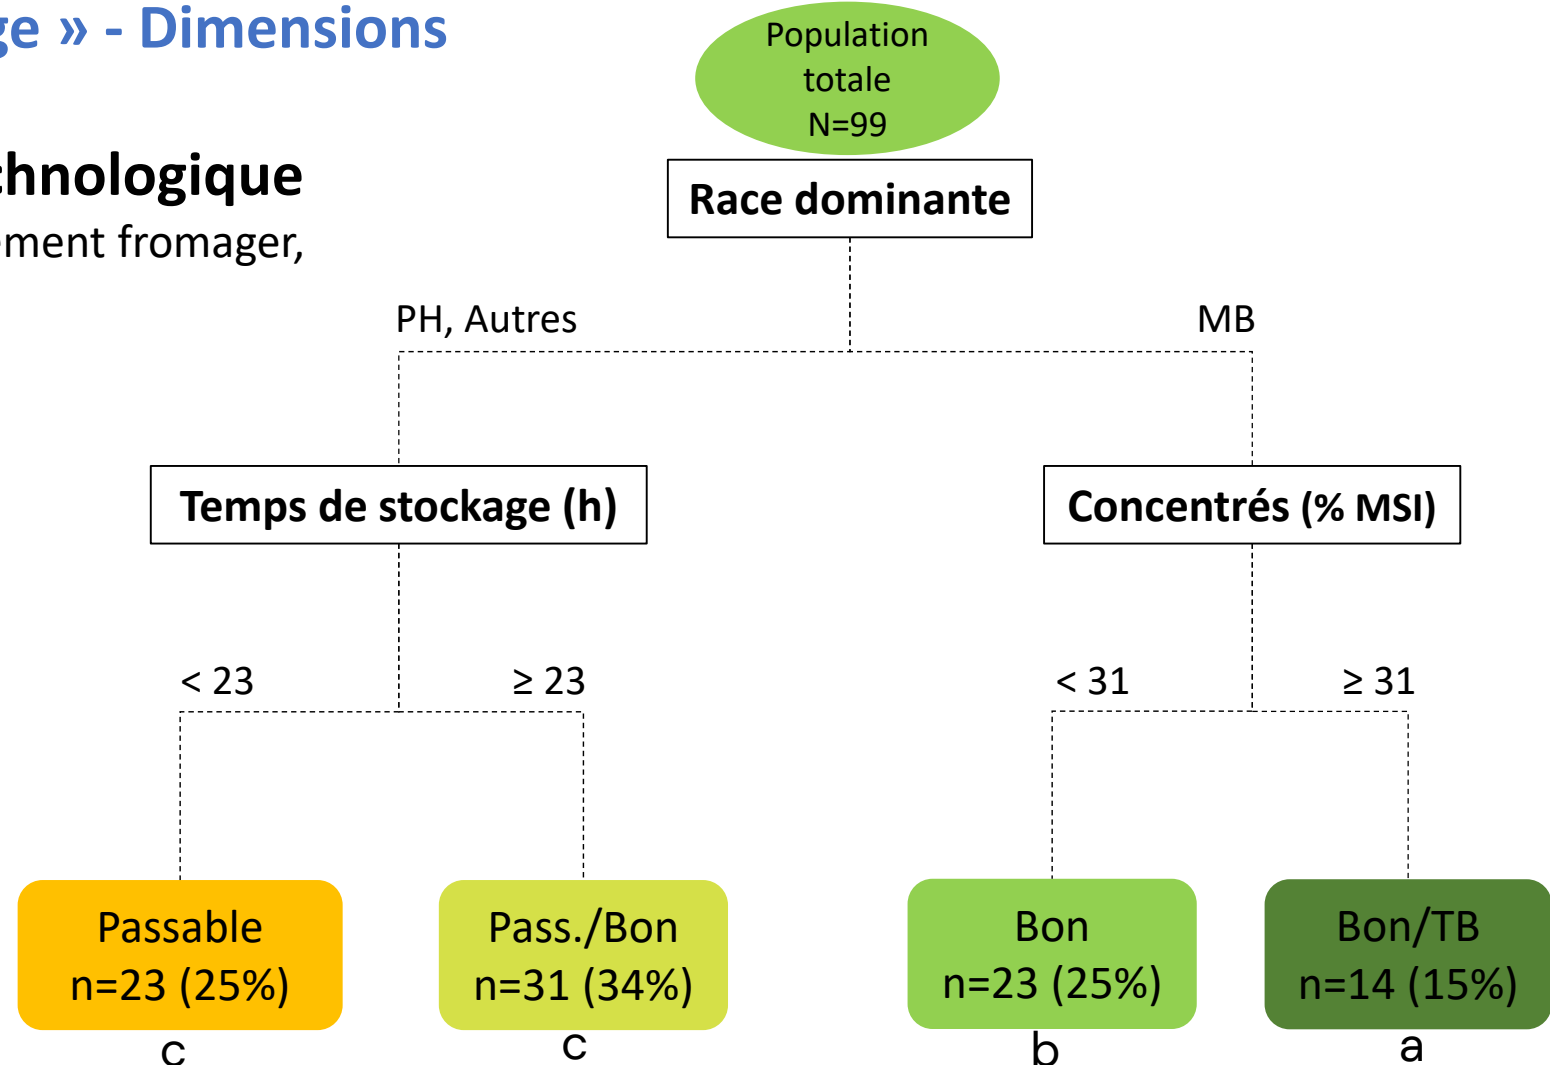 ge » - Dimensions
chnologique
ement fromager,
Population
totale
N=99
Race dominante
PH, Autres
MB
Temps de stockage (h)
Concentrés (% MSI)
< 23
≥ 23
< 31
≥ 31
Passable
n=23 (25%)
Pass./Bon
n=31 (34%)
Bon
n=23 (25%)
Bon/TB
n=14 (15%)
c
c
b
a